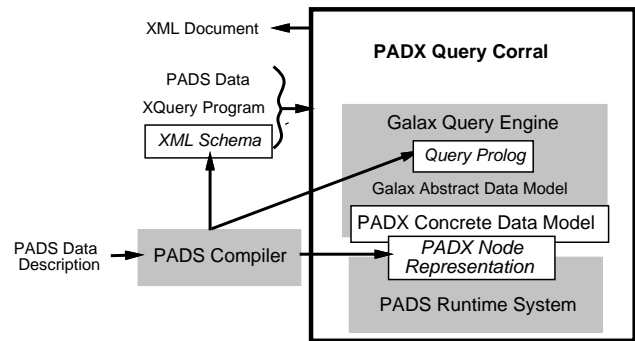 XML Document
PADX Query Corral
PADS Data
XQuery Program
XML Schema
Galax Query Engine
Query Prolog
Galax Abstract Data Model
PADX Concrete Data Model
PADS Data
Description
PADS Compiler
PADX Node
Representation
PADS Runtime System